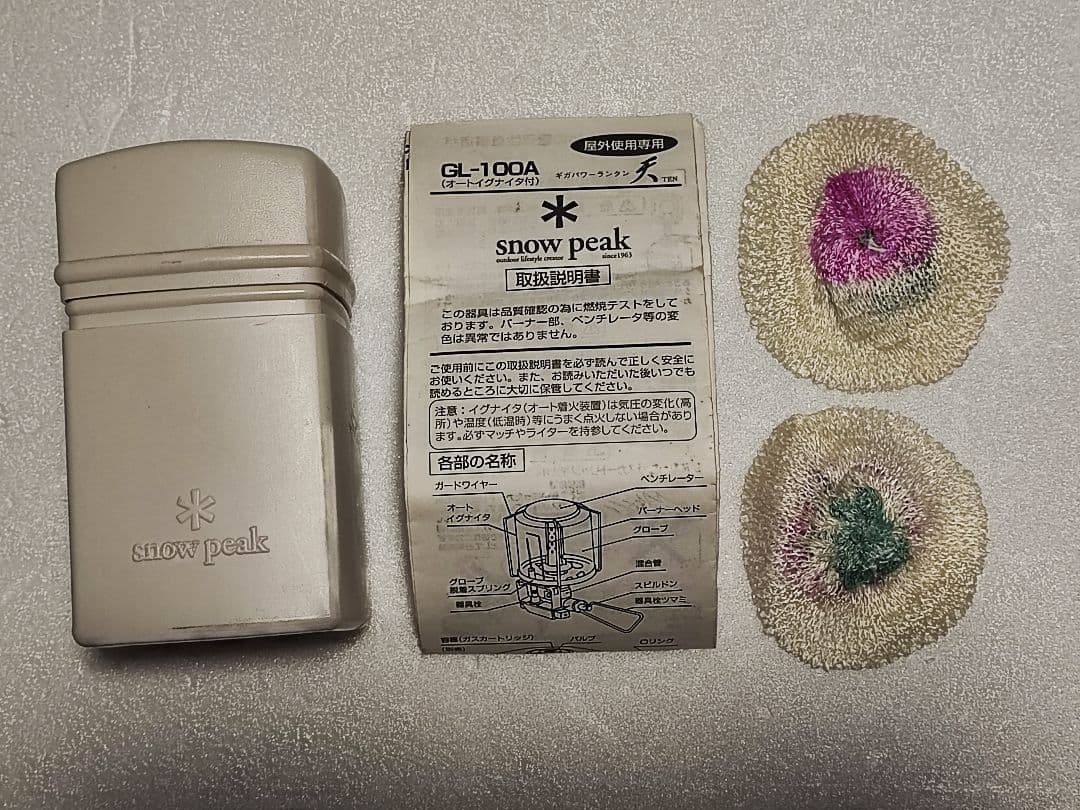 snow peak
屋外使用専用
GL-100A
(オートイグナイタ付)
ギガパワーランタン 天 TEN
snow peak
outdoor lifestyle creator since1963
取扱説明書
この器具は品質確認の為に燃焼テストをして
おります。バーナー部、ベンチレータ等の変
色は異常ではありません。
ご使用前にこの取扱説明書を必ず読んで正しく安全に
お使いください。また、お読みいただいた後いつでも
読めるところに大切に保管してください。
注意:イグナイタ(オート着火装置)は気圧の変化(高
所)や温度(低温時)等にうまく点火しない場合があり
ます。必ずマッチやライターを持参してください。
各部の名称
ガードワイヤー
ベンチレーター
オート
イグナイタ
バーナーヘッド
グローブ
混合管
グローブ
脱着スプリング
スピルドン
器具栓
器具栓ツマミ
容器(ガスカートリッジ)
(別売)
バルブ
Oリング